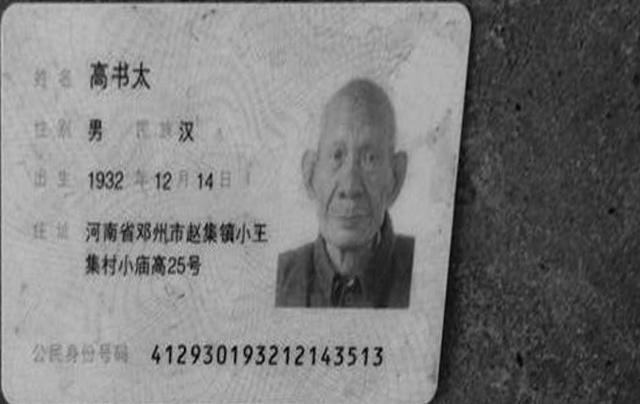 姓名 高书太
性别 男 民族 汉
出生 1932 年 12 月 14 日
住址 河南省邓州市赵集镇小王
集村小庙高25号
公民身份号码 412930193212143513